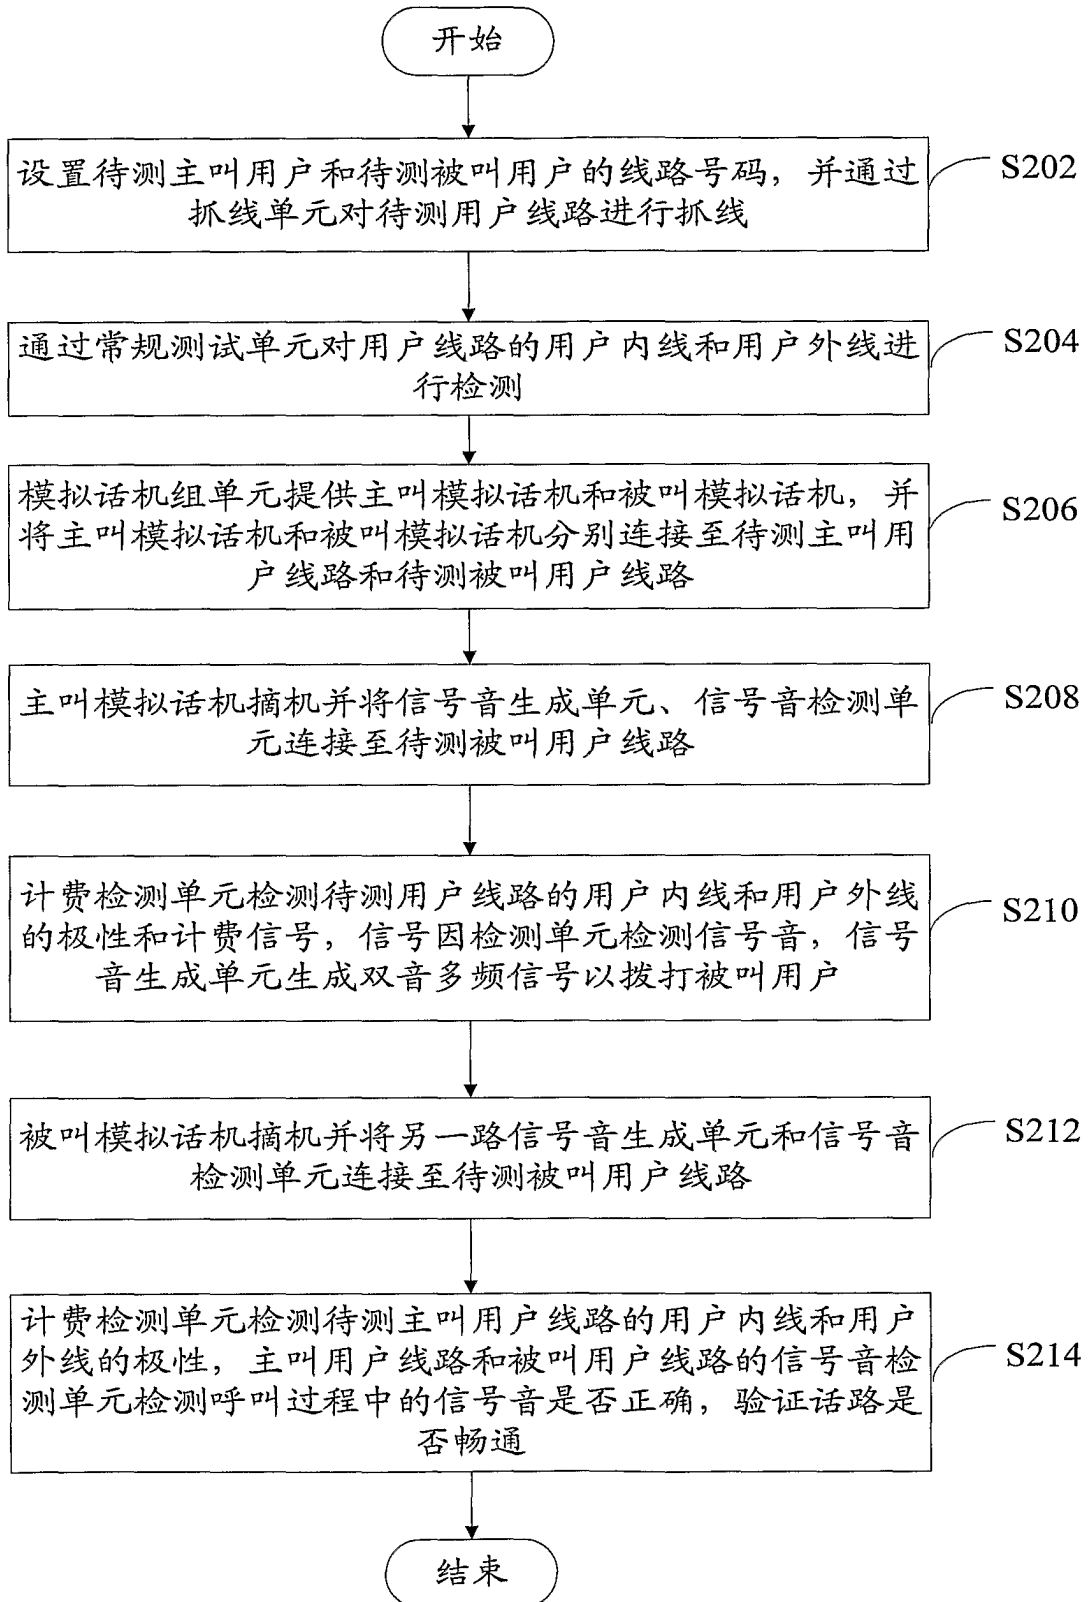 开始
设置待测主叫用户和待测被叫用户的线路号码，并通过
抓线单元对待测用户线路进行抓线
S202
通过常规测试单元对用户线路的用户内线和用户外线进
行检测
S204
模拟话机组单元提供主叫模拟话机和被叫模拟话机，并
将主叫模拟话机和被叫模拟话机分别连接至待测主叫用
户线路和待测被叫用户线路
S206
主叫模拟话机摘机并将信号音生成单元、信号音检测单
元连接至待测被叫用户线路
S208
计费检测单元检测待测用户线路的用户内线和用户外线
的极性和计费信号，信号因检测单元检测信号音，信号
音生成单元生成双音多频信号以拨打被叫用户
S210
被叫模拟话机摘机并将另一路信号音生成单元和信号音
检测单元连接至待测被叫用户线路
S212
计费检测单元检测待测主叫用户线路的用户内线和用户
外线的极性，主叫用户线路和被叫用户线路的信号音检
测单元检测呼叫过程中的信号音是否正确，验证话路是
否畅通
S214
结束